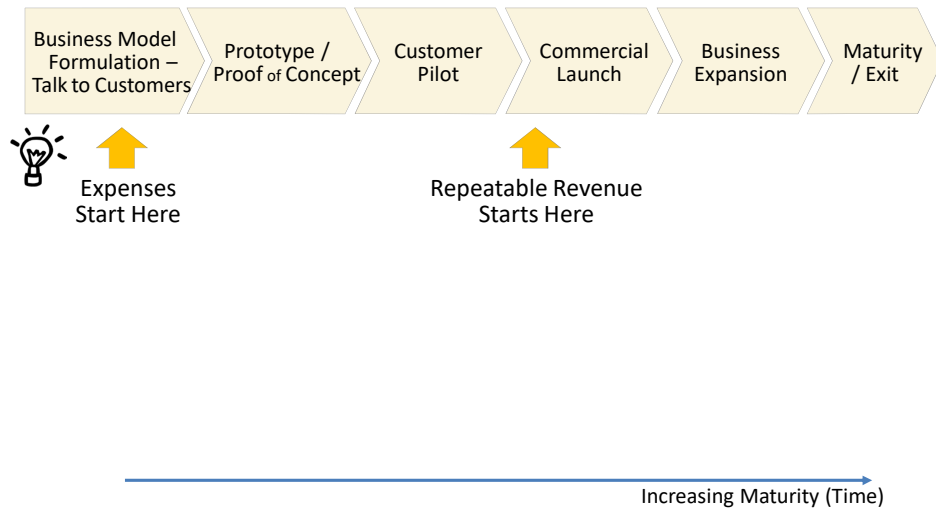 Business Model
Formulation –
Talk to Customers
Prototype /
Proof of Concept
Customer
Pilot
Commercial
Launch
Business
Expansion
Maturity
/ Exit
Expenses
Start Here
Repeatable Revenue
Starts Here
Increasing Maturity (Time)